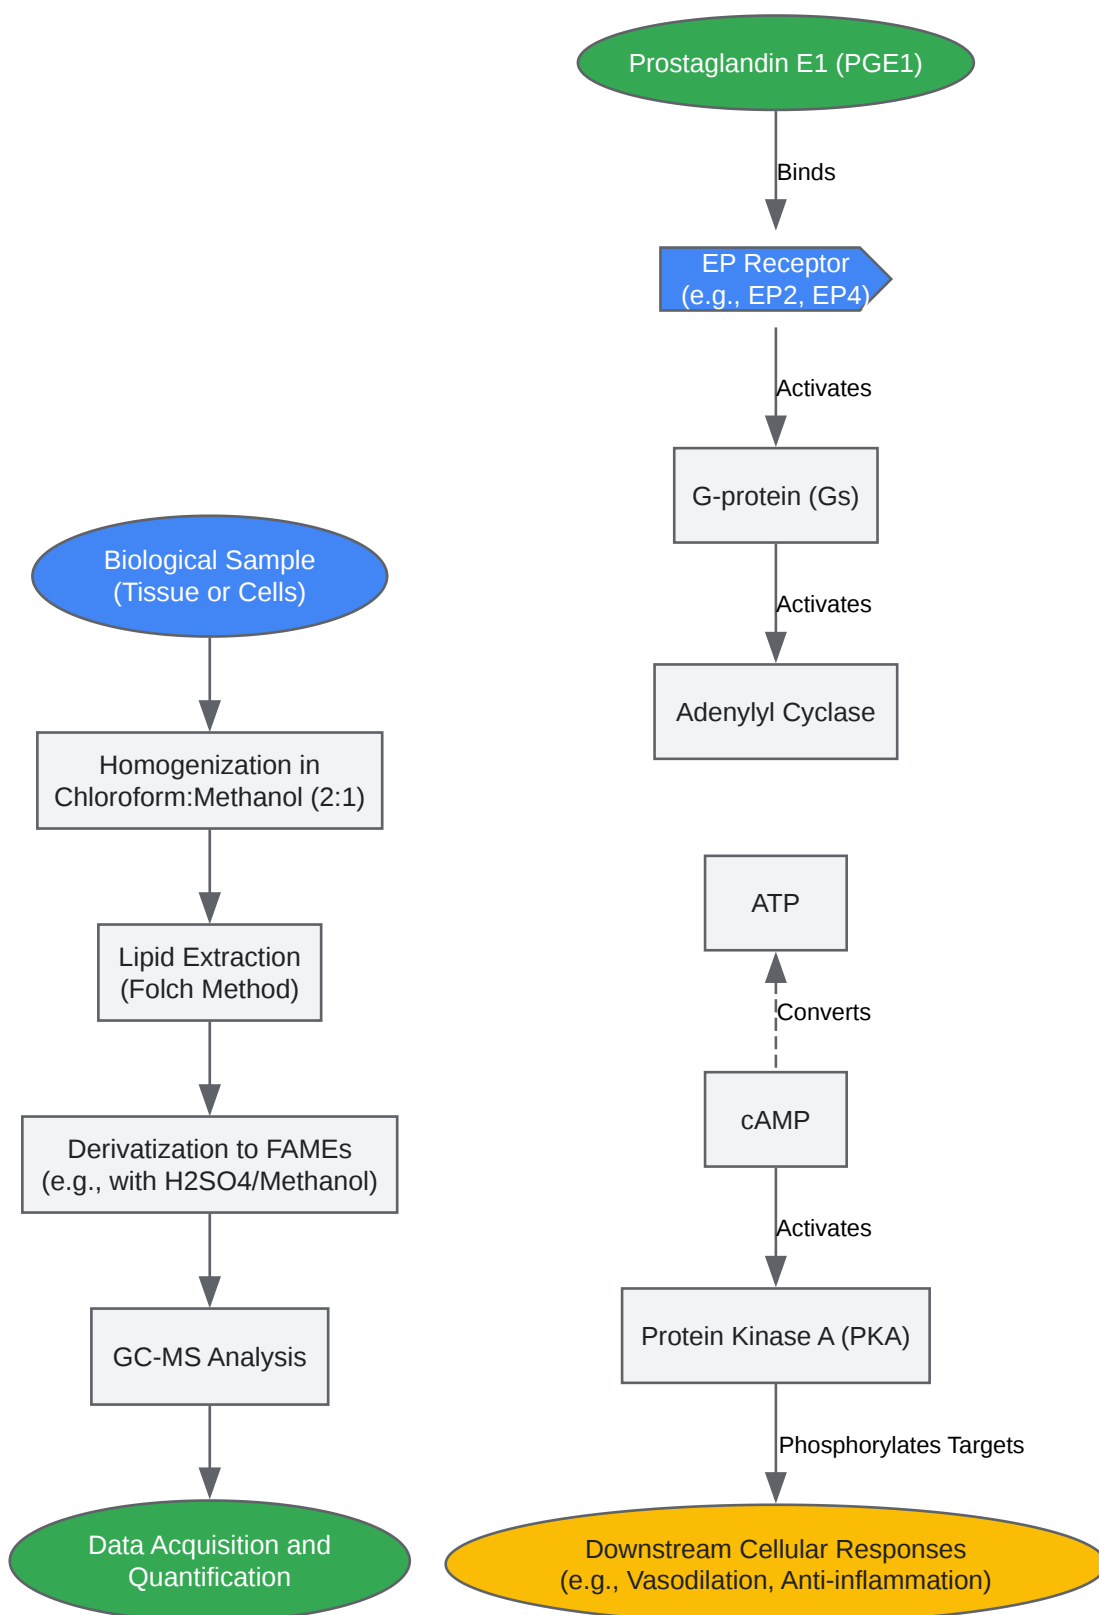 Prostaglandin E1 (PGE1)
Binds
EP Receptor
(e.g., EP2, EP4)
Activates
G-protein (Gs)
Activates
Adenylyl Cyclase
ATP
Converts
cAMP
Activates
Protein Kinase A (PKA)
Phosphorylates Targets
Downstream Cellular Responses
(e.g., Vasodilation, Anti-inflammation)
Biological Sample
(Tissue or Cells)
Homogenization in
Chloroform:Methanol (2:1)
Lipid Extraction
(Folch Method)
Derivatization to FAMEs
(e.g., with H2SO4/Methanol)
GC-MS Analysis
Data Acquisition and
Quantification